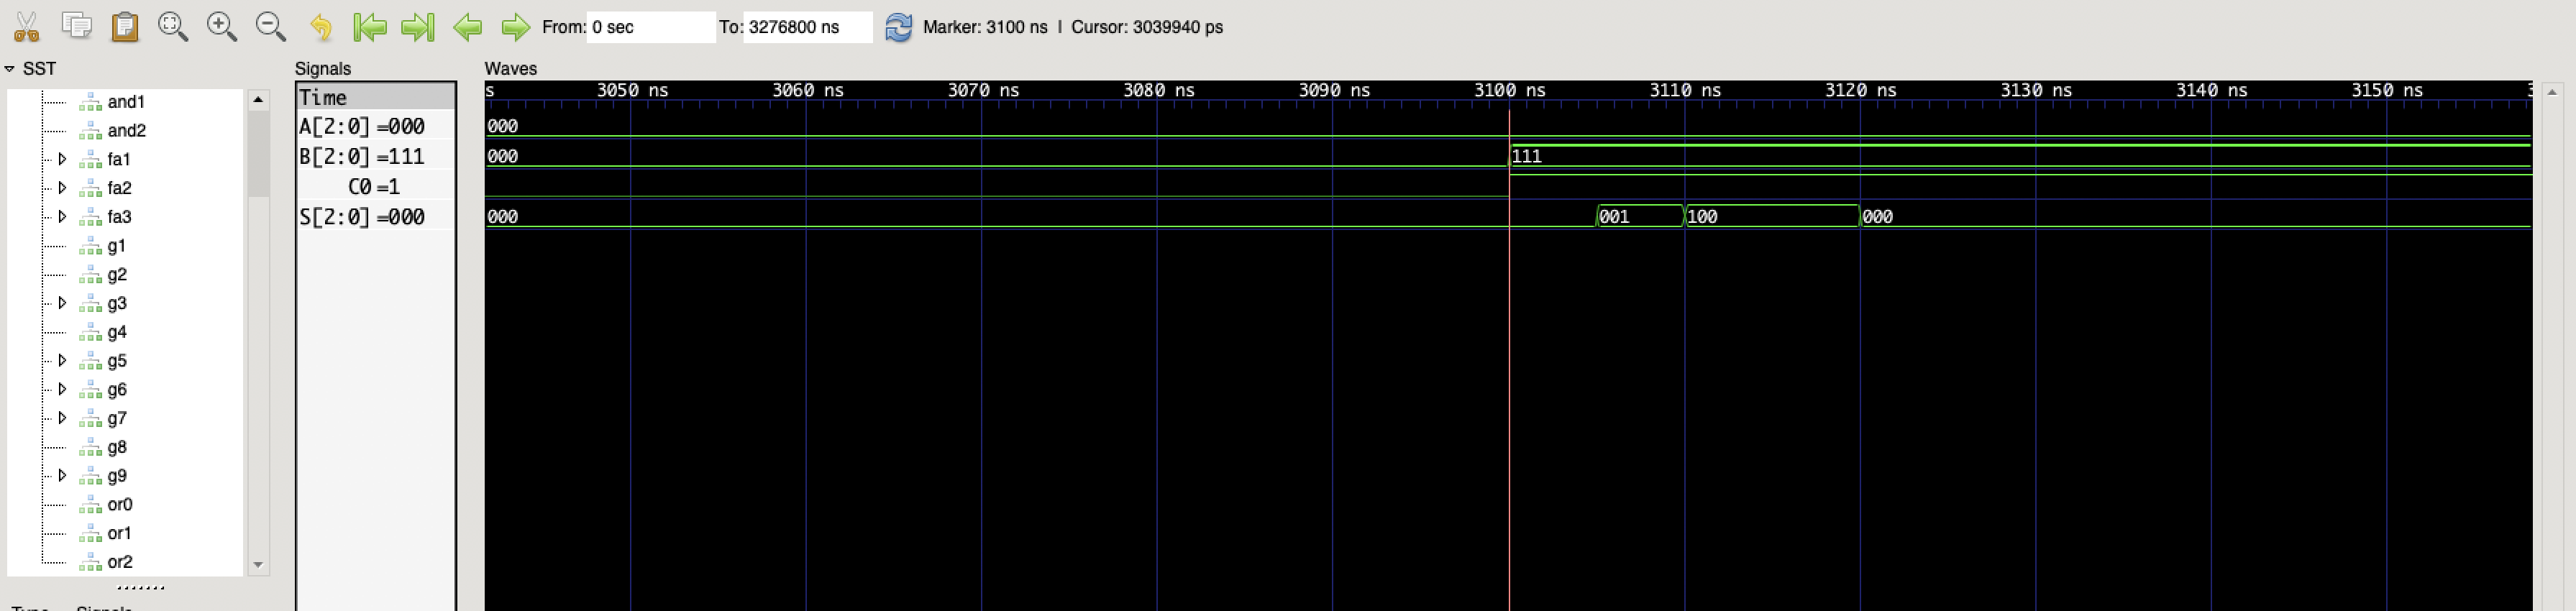 From: 0 sec To: 3276800 ns Marker: 3100 ns | Cursor: 3039940 ps
SST
and1
and2
fa1
fa2
fa3
g1
g2
g3
g4
g5
g6
g7
g8
g9
or0
or1
or2
Signals
Time
A[2:0] =000
B[2:0] =111
C0 =1
S[2:0] =000
Waves
s 3050 ns 3060 ns 3070 ns 3080 ns 3090 ns 3100 ns 3110 ns 3120 ns 3130 ns 3140 ns 3150 ns
000
000 111
000 001 100 000